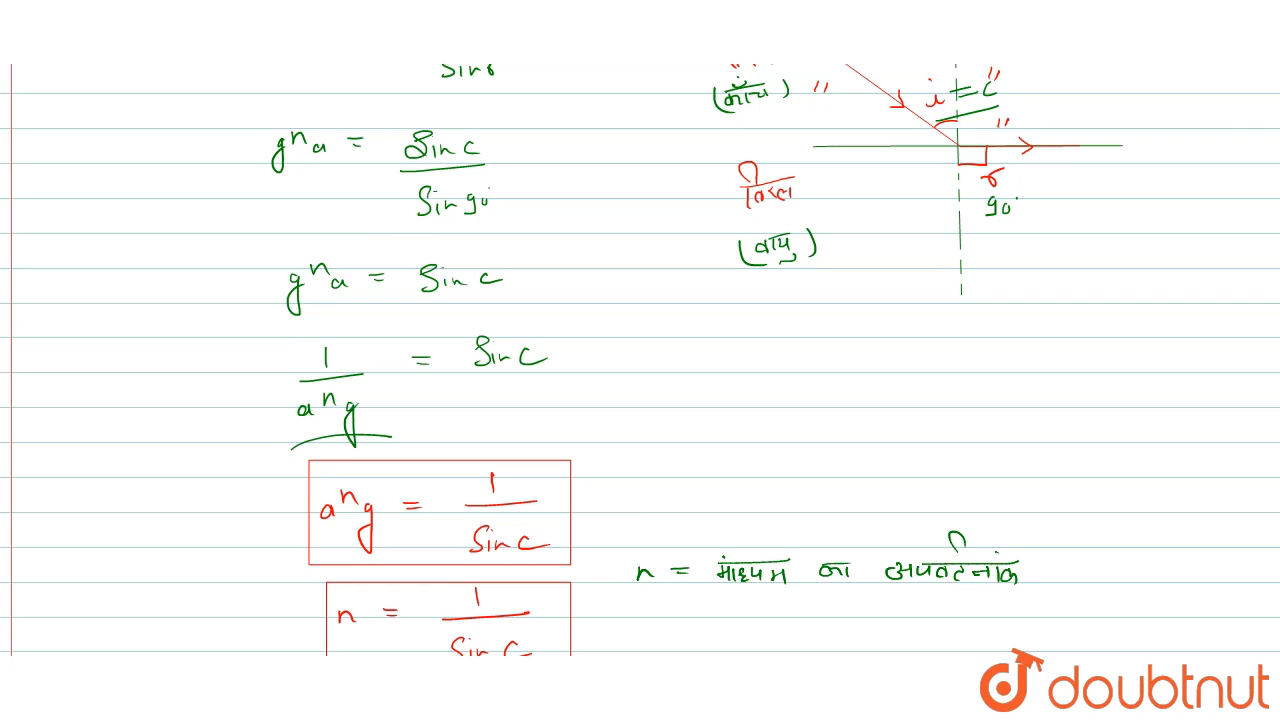 Sin r
gna = Sin c / Sin 90
gna = Sin c
1 / ang = Sin c
ang = 1 / Sin c
n = 1 / Sin c
(काँच)
i = c
r
90°
विरल
(वायु)
n = माध्यम का अपवर्तनांक
doubtnut